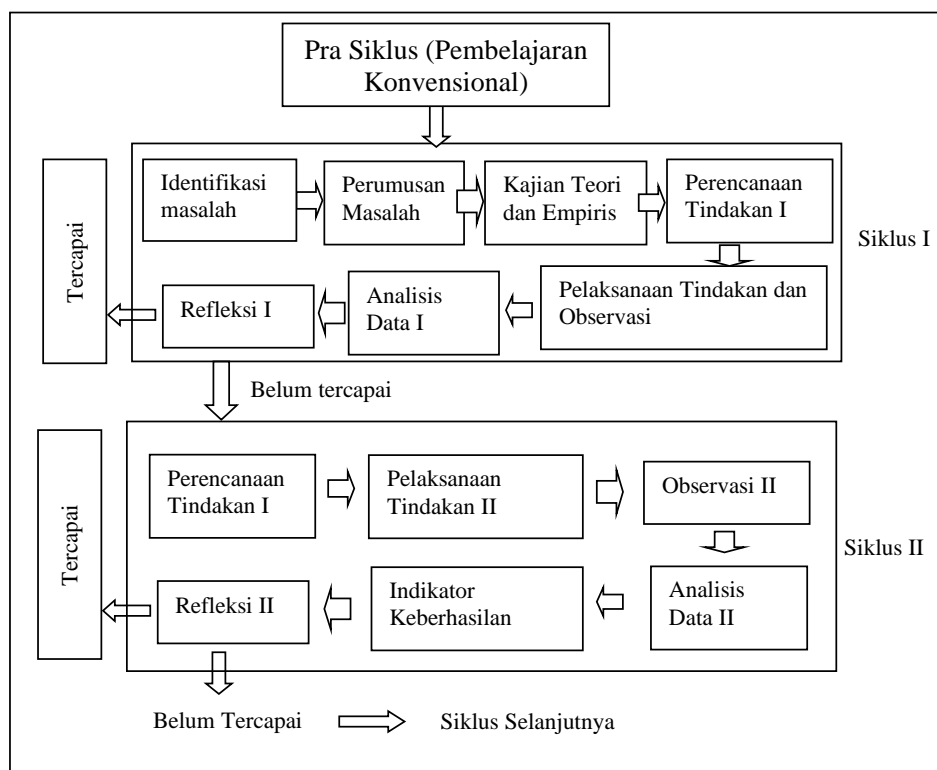 Pra Siklus (Pembelajaran
Konvensional)
Identifikasi
masalah
Perumusan
Masalah
Kajian Teori
dan Empiris
Perencanaan
Tindakan I
Siklus I
Tercapai
Refleksi I
Analisis
Data I
Pelaksanaan Tindakan dan
Observasi
Belum tercapai
Perencanaan
Tindakan I
Pelaksanaan
Tindakan II
Observasi II
Siklus II
Tercapai
Refleksi II
Indikator
Keberhasilan
Analisis
Data II
Belum Tercapai
Siklus Selanjutnya